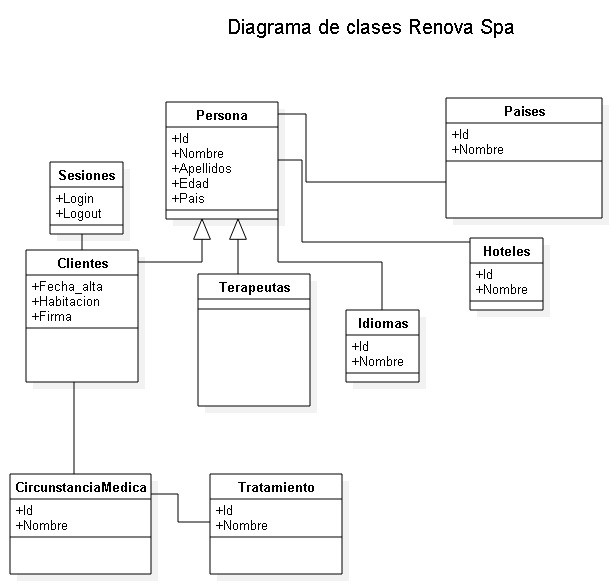 Diagrama de clases Renova Spa
Persona
+Id
+Nombre
+Apellidos
+Edad
+Pais
Paises
+Id
+Nombre
Sesiones
+Login
+Logout
Hoteles
+Id
+Nombre
Clientes
+Fecha_alta
+Habitacion
+Firma
Terapeutas
Idiomas
+Id
+Nombre
CircunstanciaMedica
+Id
+Nombre
Tratamiento
+Id
+Nombre